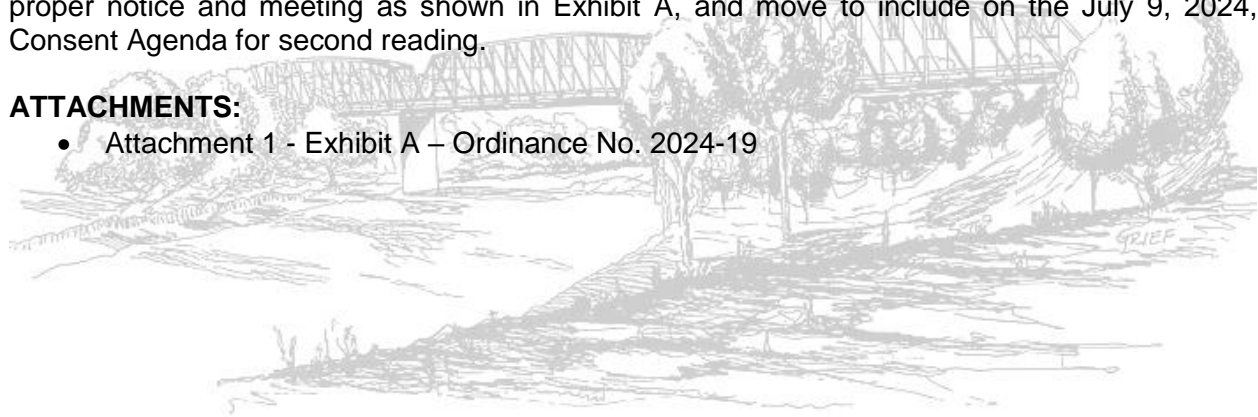 proper notice and meeting as shown in Exhibit A, and move to include on the July 9, 2024,
Consent Agenda for second reading.
ATTACHMENTS:
• Attachment 1 - Exhibit A – Ordinance No. 2024-19
GRIEF